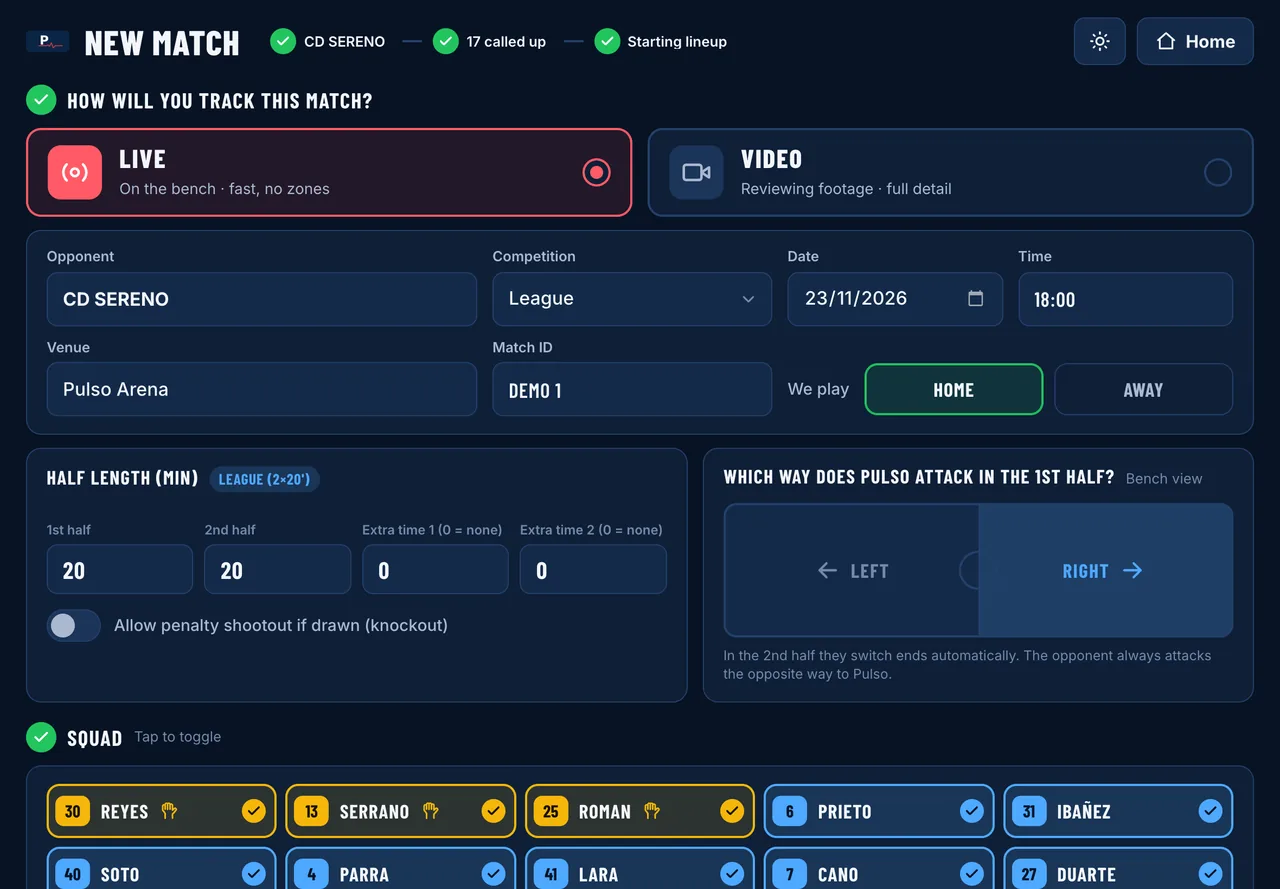 P
NEW MATCH
CD SERENO
17 called up
Starting lineup
Home
HOW WILL YOU TRACK THIS MATCH?
LIVE
On the bench · fast, no zones
VIDEO
Reviewing footage · full detail
Opponent
Competition
Date
Time
CD SERENO
League
23/11/2026
18:00
Venue
Match ID
Pulso Arena
DEMO 1
We play
HOME
AWAY
HALF LENGTH (MIN)
LEAGUE (2×20')
1st half
2nd half
Extra time 1 (0 = none)
Extra time 2 (0 = none)
20
20
0
0
Allow penalty shootout if drawn (knockout)
WHICH WAY DOES PULSO ATTACK IN THE 1ST HALF?
Bench view
← LEFT
RIGHT →
In the 2nd half they switch ends automatically. The opponent always attacks
the opposite way to Pulso.
SQUAD
Tap to toggle
30 REYES
13 SERRANO
25 ROMAN
6 PRIETO
31 IBAÑEZ
40 SOTO
4 PARRA
41 LARA
7 CANO
27 DUARTE